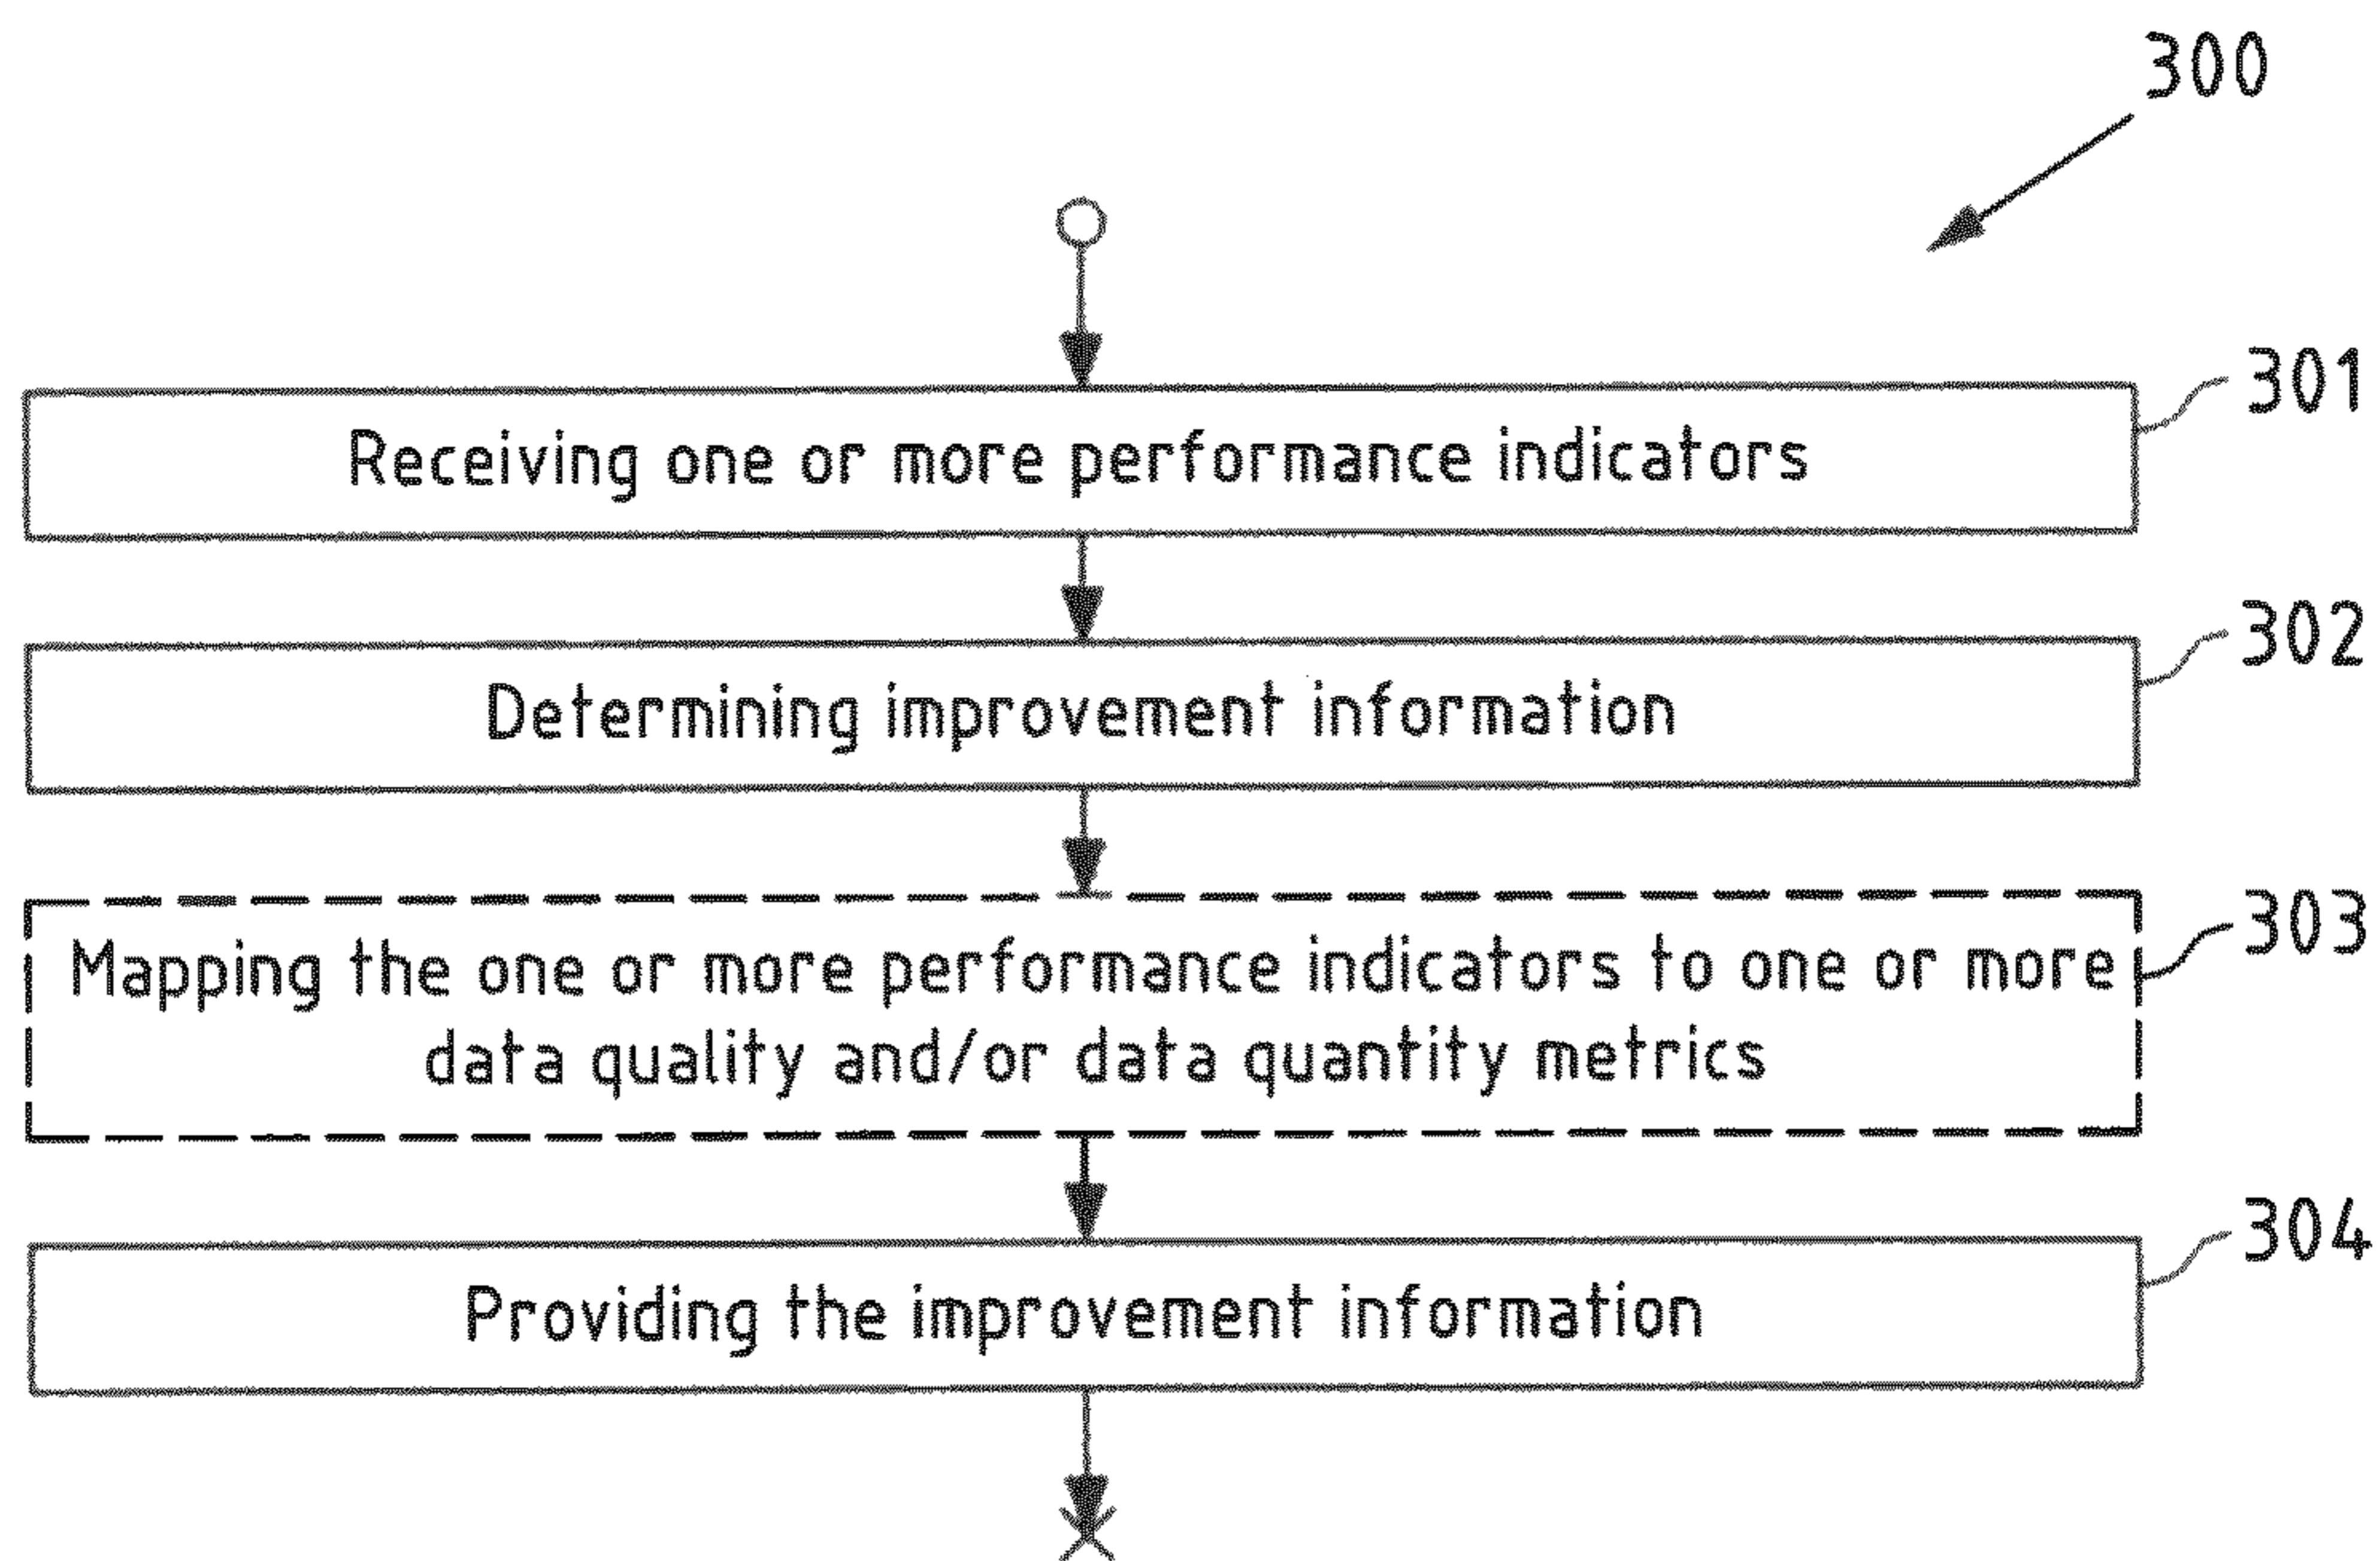 300
301
Receiving one or more performance indicators
302
Determining improvement information
303
Mapping the one or more performance indicators to one or more
data quality and/or data quantity metrics
304
Providing the improvement information